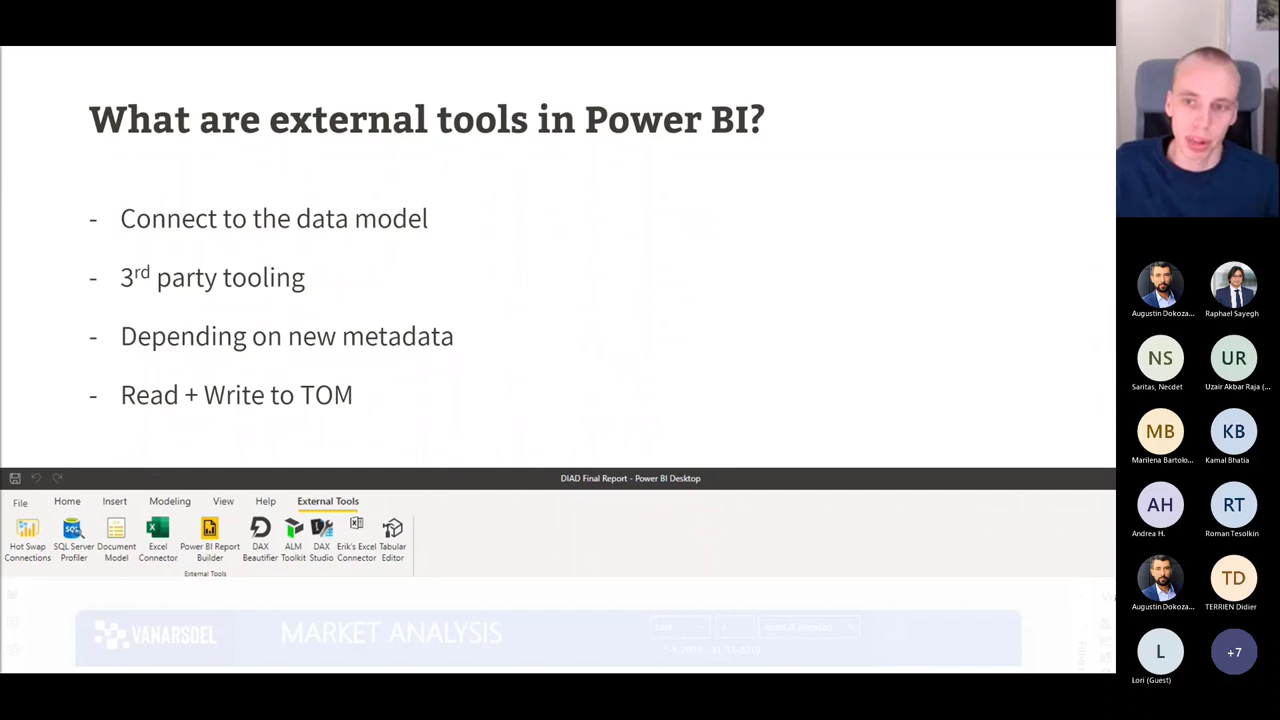 What are external tools in Power BI?
- Connect to the data model
- 3rd party tooling
- Depending on new metadata
- Read + Write to TOM
DIAD Final Report - Power BI Desktop
File Home Insert Modeling View Help External Tools
Hot Swap Connections
SQL Server Profiler
Document Model
Excel Connector
Power BI Report Builder
DAX Beautifier
ALM Toolkit
DAX Studio
Erik's Excel Connector
Tabular Editor
External Tools
VANARSDEL
MARKET ANALYSIS
Last
Filters
Augustin Dokoza...
Raphael Sayegh
NS
Saritas, Necdet
UR
Uzair Akbar Raja (...
MB
Marilena Bartolo...
KB
Kamal Bhatia
AH
Andrea H.
RT
Roman Tesolkin
Augustin Dokoza...
TD
TERRIEN Didier
L
Lori (Guest)
+7